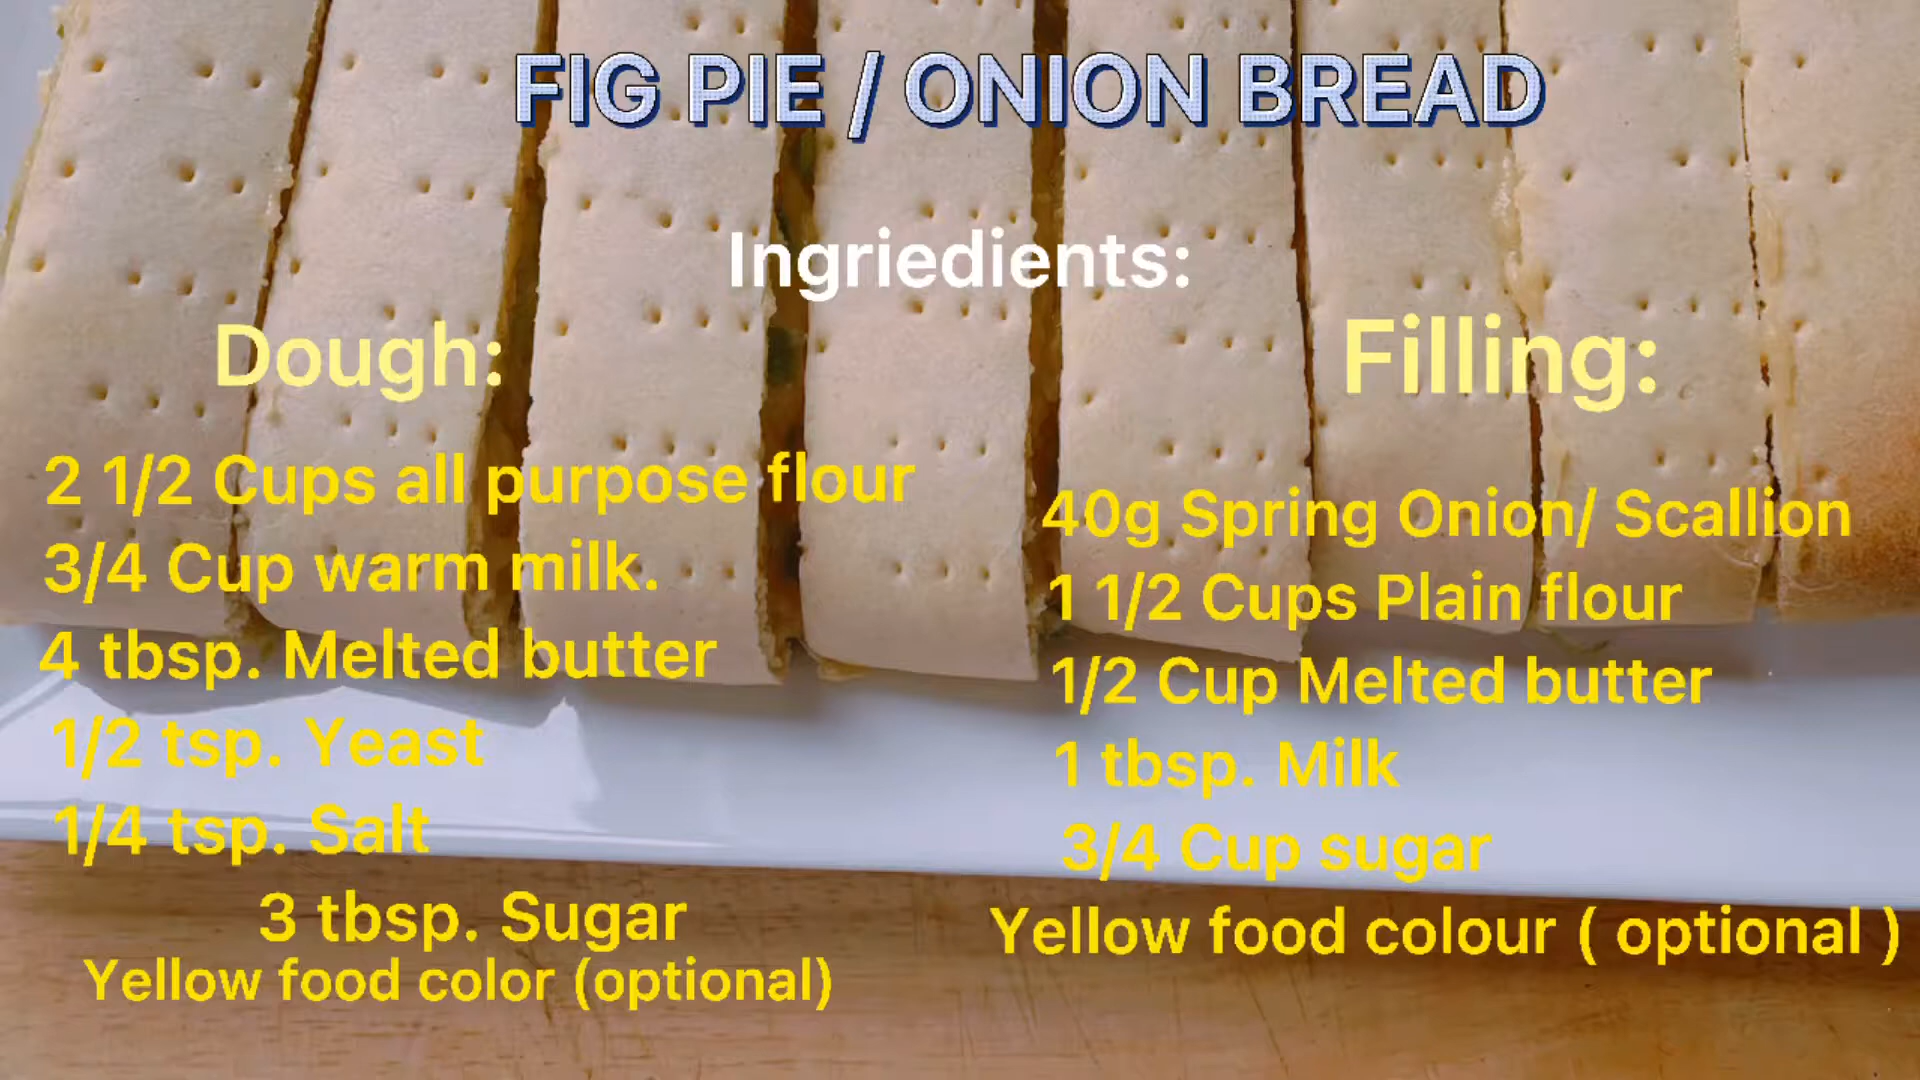 FIG PIE / ONION BREAD
Ingriedients:
Dough:
2 1/2 Cups all purpose flour
3/4 Cup warm milk.
4 tbsp. Melted butter
1/2 tsp. Yeast
1/4 tsp. Salt
3 tbsp. Sugar
Yellow food color (optional)
Filling:
40g Spring Onion/ Scallion
1 1/2 Cups Plain flour
1/2 Cup Melted butter
1 tbsp. Milk
3/4 Cup sugar
Yellow food colour ( optional )